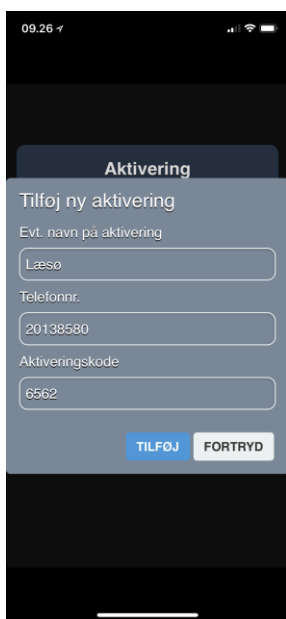 09.26
Aktivering
Tilføj ny aktivering
Evt. navn på aktivering
Læsø
Telefonnr.
20138580
Aktiveringskode
6562
TILFØJ FORTRYD